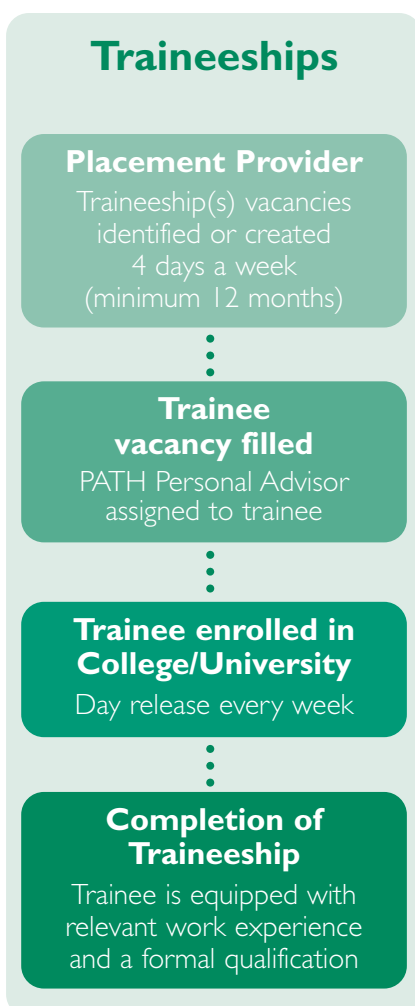 Traineeships
Placement Provider
Traineeship(s) vacancies
identified or created
4 days a week
(minimum 12 months)
Trainee
vacancy filled
PATH Personal Advisor
assigned to trainee
Trainee enrolled in
College/University
Day release every week
Completion of
Traineeship
Trainee is equipped with
relevant work experience
and a formal qualification